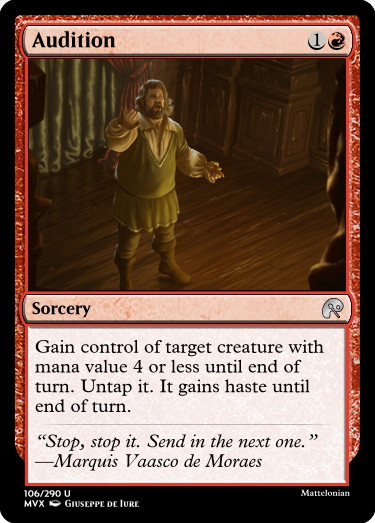 Audition 1
Sorcery
Gain control of target creature with
mana value 4 or less until end of
turn. Untap it. It gains haste until
end of turn.
“Stop, stop it. Send in the next one.”
—Marquis Vaasco de Moraes
106/290 U
Mattelonian
MVX Giuseppe de Iure